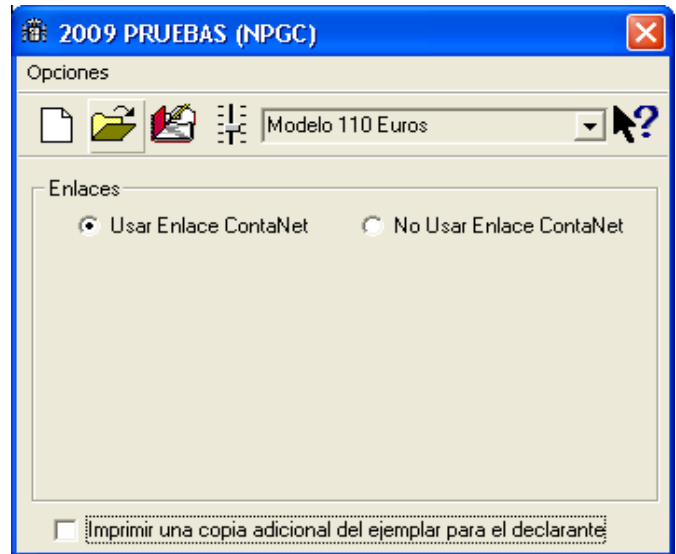 2009 PRUEBAS (NPGC)
Opciones
Modelo 110 Euros
Enlaces
Usar Enlace ContaNet No Usar Enlace ContaNet
Imprimir una copia adicional del ejemplar para el declarante